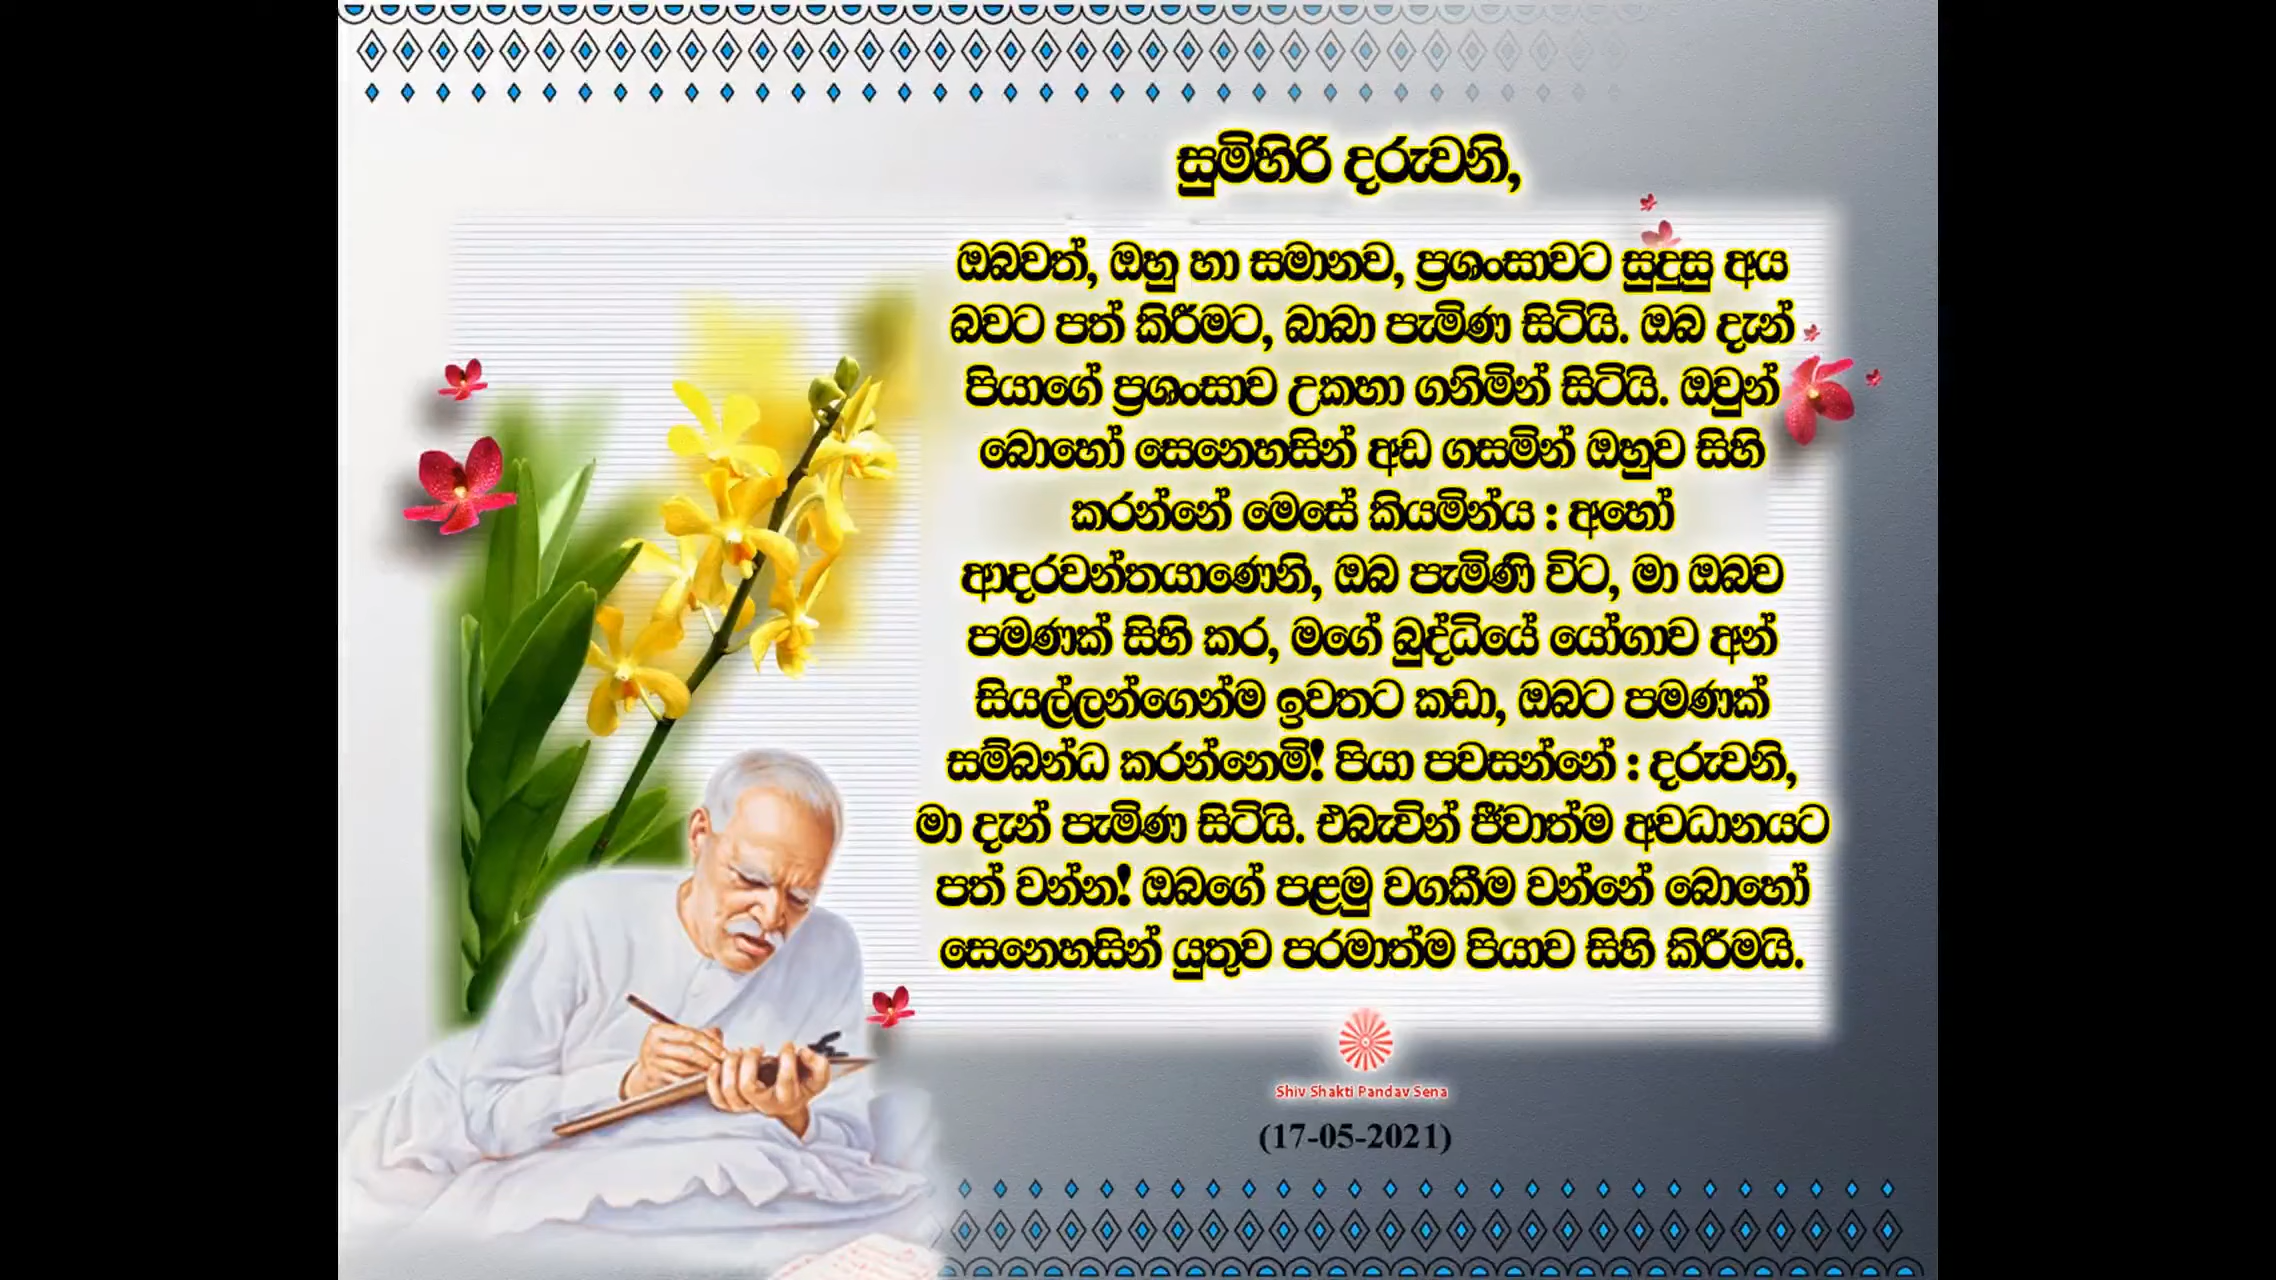 සුමිහිරි දරුවනි,
ඔබවත්, ඔහු හා සමානව, ප්‍රශංසාවට සුදුසු අය
බවට පත් කිරීමට, බාබා පැමිණ සිටියි. ඔබ දැන්
පියාගේ ප්‍රශංසාව උකහා ගනිමින් සිටියි. ඔවුන්
බොහෝ සෙනෙහසින් අඩ ගසමින් ඔහුව සිහි
කරන්නේ මෙසේ කියමින්ය : අහෝ
ආදරවන්තයාණෙනි, ඔබ පැමිණි විට, මා ඔබව
පමණක් සිහි කර, මගේ බුද්ධියේ යෝගාව අන්
සියල්ලන්ගෙන්ම ඉවතට කඩා, ඔබට පමණක්
සම්බන්ධ කරන්නෙමි! පියා පවසන්නේ : දරුවනි,
මා දැන් පැමිණ සිටියි. එබැවින් ජීවාත්ම අවධානයට
පත් වන්න! ඔබගේ පළමු වගකීම වන්නේ බොහෝ
සෙනෙහසින් යුතුව පරමාත්ම පියාව සිහි කිරීමයි.
Shiv Shakti Pandav Sena
(17-05-2021)